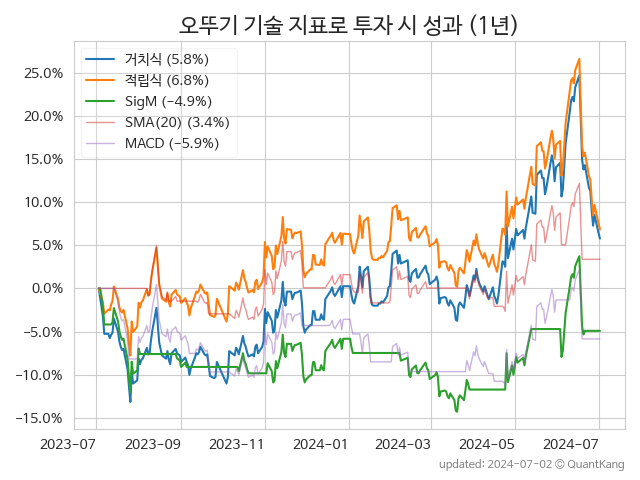 오뚜기 기술 지표로 투자 시 성과 (1년)
거치식 (5.8%)
적립식 (6.8%)
SigM (−4.9%)
SMA(20) (3.4%)
MACD (−5.9%)
25.0%
20.0%
15.0%
10.0%
5.0%
0.0%
−5.0%
−10.0%
−15.0%
2023-07 2023-09 2023-11 2024-01 2024-03 2024-05 2024-07
updated: 2024-07-02 © QuantKang